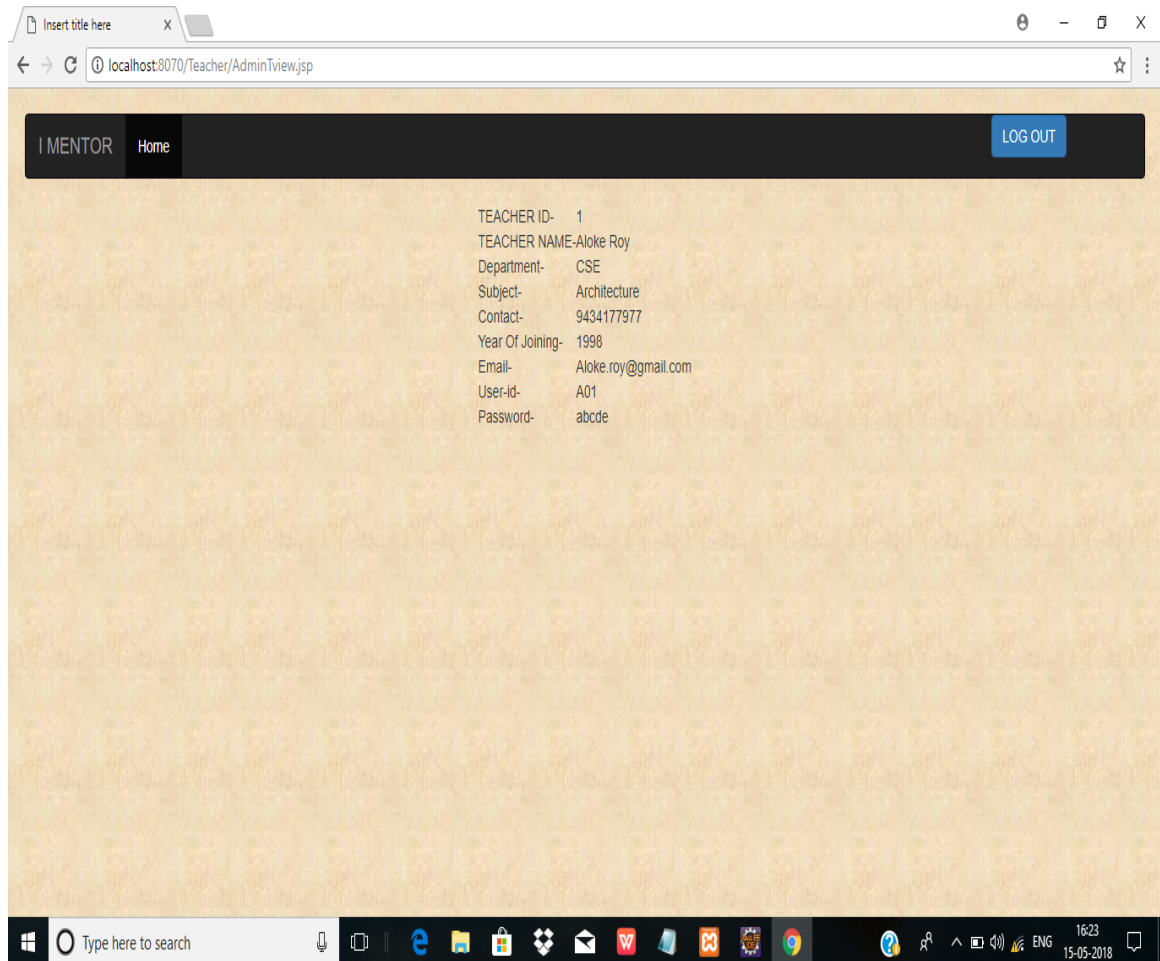 Insert title here
localhost:8070/Teacher/AdminTview.jsp
I MENTOR Home LOG OUT
TEACHER ID- 1
TEACHER NAME-Aloke Roy
Department- CSE
Subject- Architecture
Contact- 9434177977
Year Of Joining- 1998
Email- Aloke.roy@gmail.com
User-id- A01
Password- abcde
Type here to search
ENG
16:23
15-05-2018